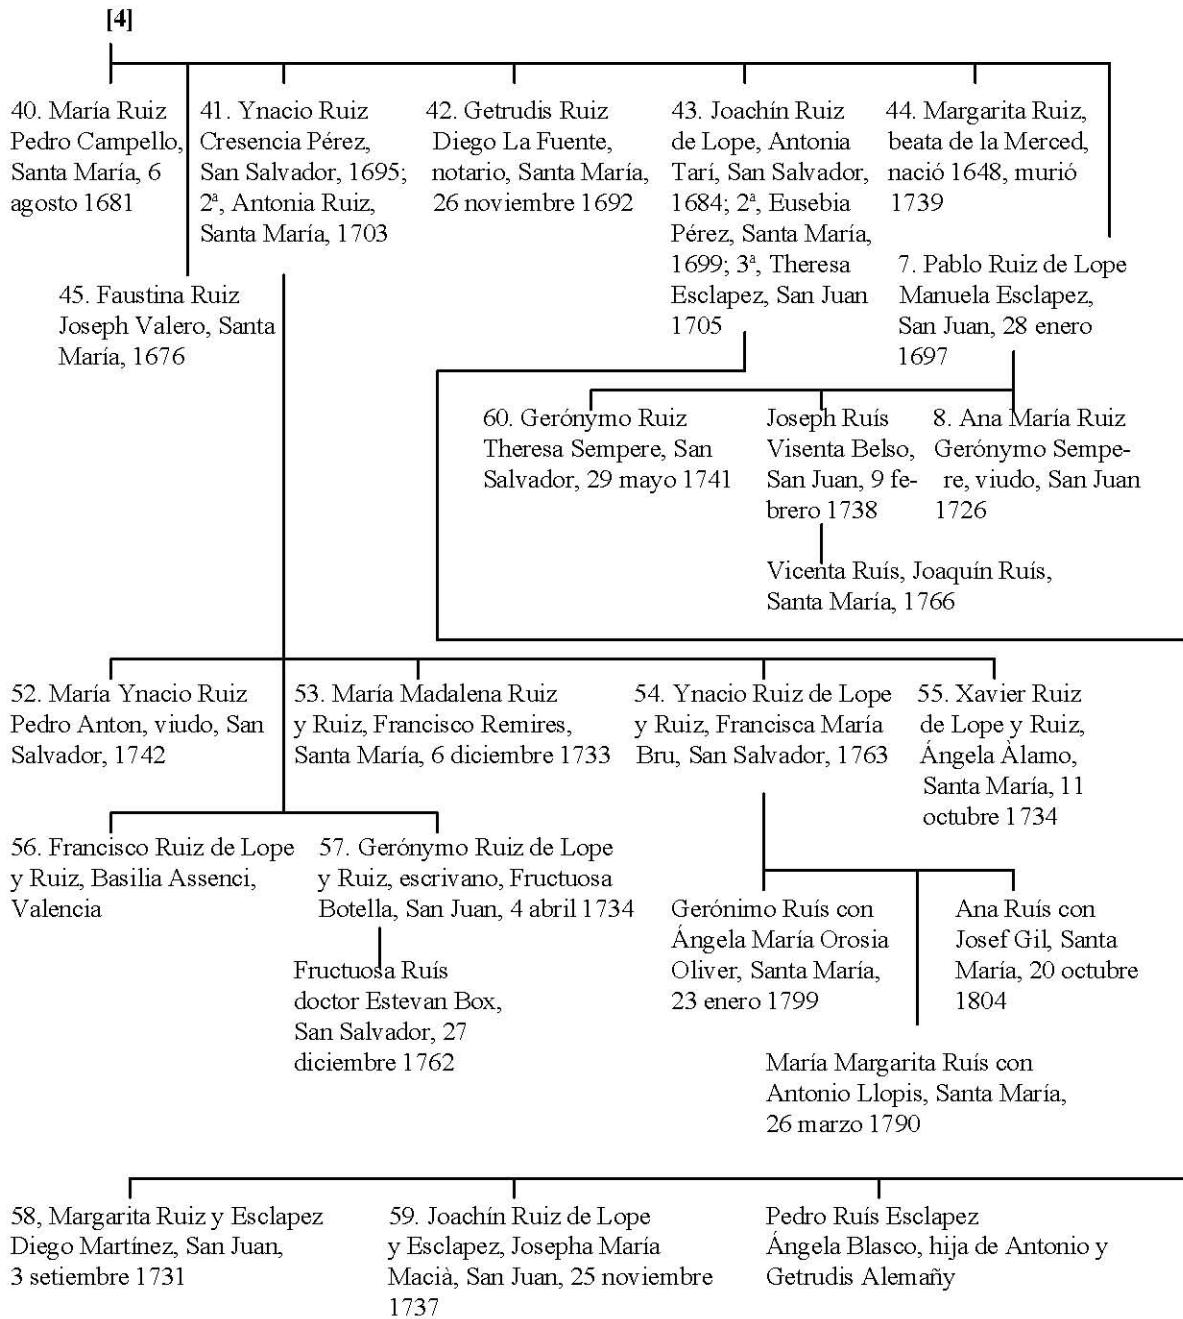 [4]
40. María Ruiz
Pedro Campello,
Santa María, 6
agosto 1681
41. Ynacio Ruiz
Cresencia Pérez,
San Salvador, 1695;
2ª, Antonia Ruiz,
Santa María, 1703
42. Getrudis Ruiz
Diego La Fuente,
notario, Santa María,
26 noviembre 1692
43. Joachín Ruiz
de Lope, Antonia
Tarí, San Salvador,
1684; 2ª, Eusebia
Pérez, Santa María,
1699; 3ª, Theresa
Esclapez, San Juan
1705
44. Margarita Ruiz,
beata de la Merced,
nació 1648, murió
1739
45. Faustina Ruiz
Joseph Valero, Santa
María, 1676
7. Pablo Ruiz de Lope
Manuela Esclapez,
San Juan, 28 enero
1697
60. Gerónymo Ruiz
Theresa Sempere, San
Salvador, 29 mayo 1741
Joseph Ruís
Visenta Belso,
San Juan, 9 fe-
brero 1738
8. Ana María Ruiz
Gerónymo Sempe-
re, viudo, San Juan
1726
Vicenta Ruís, Joaquín Ruís,
Santa María, 1766
52. María Ynacio Ruiz
Pedro Anton, viudo, San
Salvador, 1742
53. María Madalena Ruiz
y Ruiz, Francisco Remires,
Santa María, 6 diciembre 1733
54. Ynacio Ruiz de Lope
y Ruiz, Francisca María
Bru, San Salvador, 1763
55. Xavier Ruiz
de Lope y Ruiz,
Ángela Àlamo,
Santa María, 11
octubre 1734
56. Francisco Ruiz de Lope
y Ruiz, Basilia Assenci,
Valencia
57. Gerónymo Ruiz de Lope
y Ruiz, escrivano, Fructuosa
Botella, San Juan, 4 abril 1734
Fructuosa Ruís
doctor Estevan Box,
San Salvador, 27
diciembre 1762
Gerónimo Ruís con
Ángela María Orosia
Oliver, Santa María,
23 enero 1799
Ana Ruís con
Josef Gil, Santa
María, 20 octubre
1804
María Margarita Ruís con
Antonio Llopis, Santa María,
26 marzo 1790
58, Margarita Ruiz y Esclapez
Diego Martínez, San Juan,
3 setiembre 1731
59. Joachín Ruiz de Lope
y Esclapez, Josepha María
Macià, San Juan, 25 noviembre
1737
Pedro Ruís Esclapez
Ángela Blasco, hija de Antonio y
Getrudis Alemañy